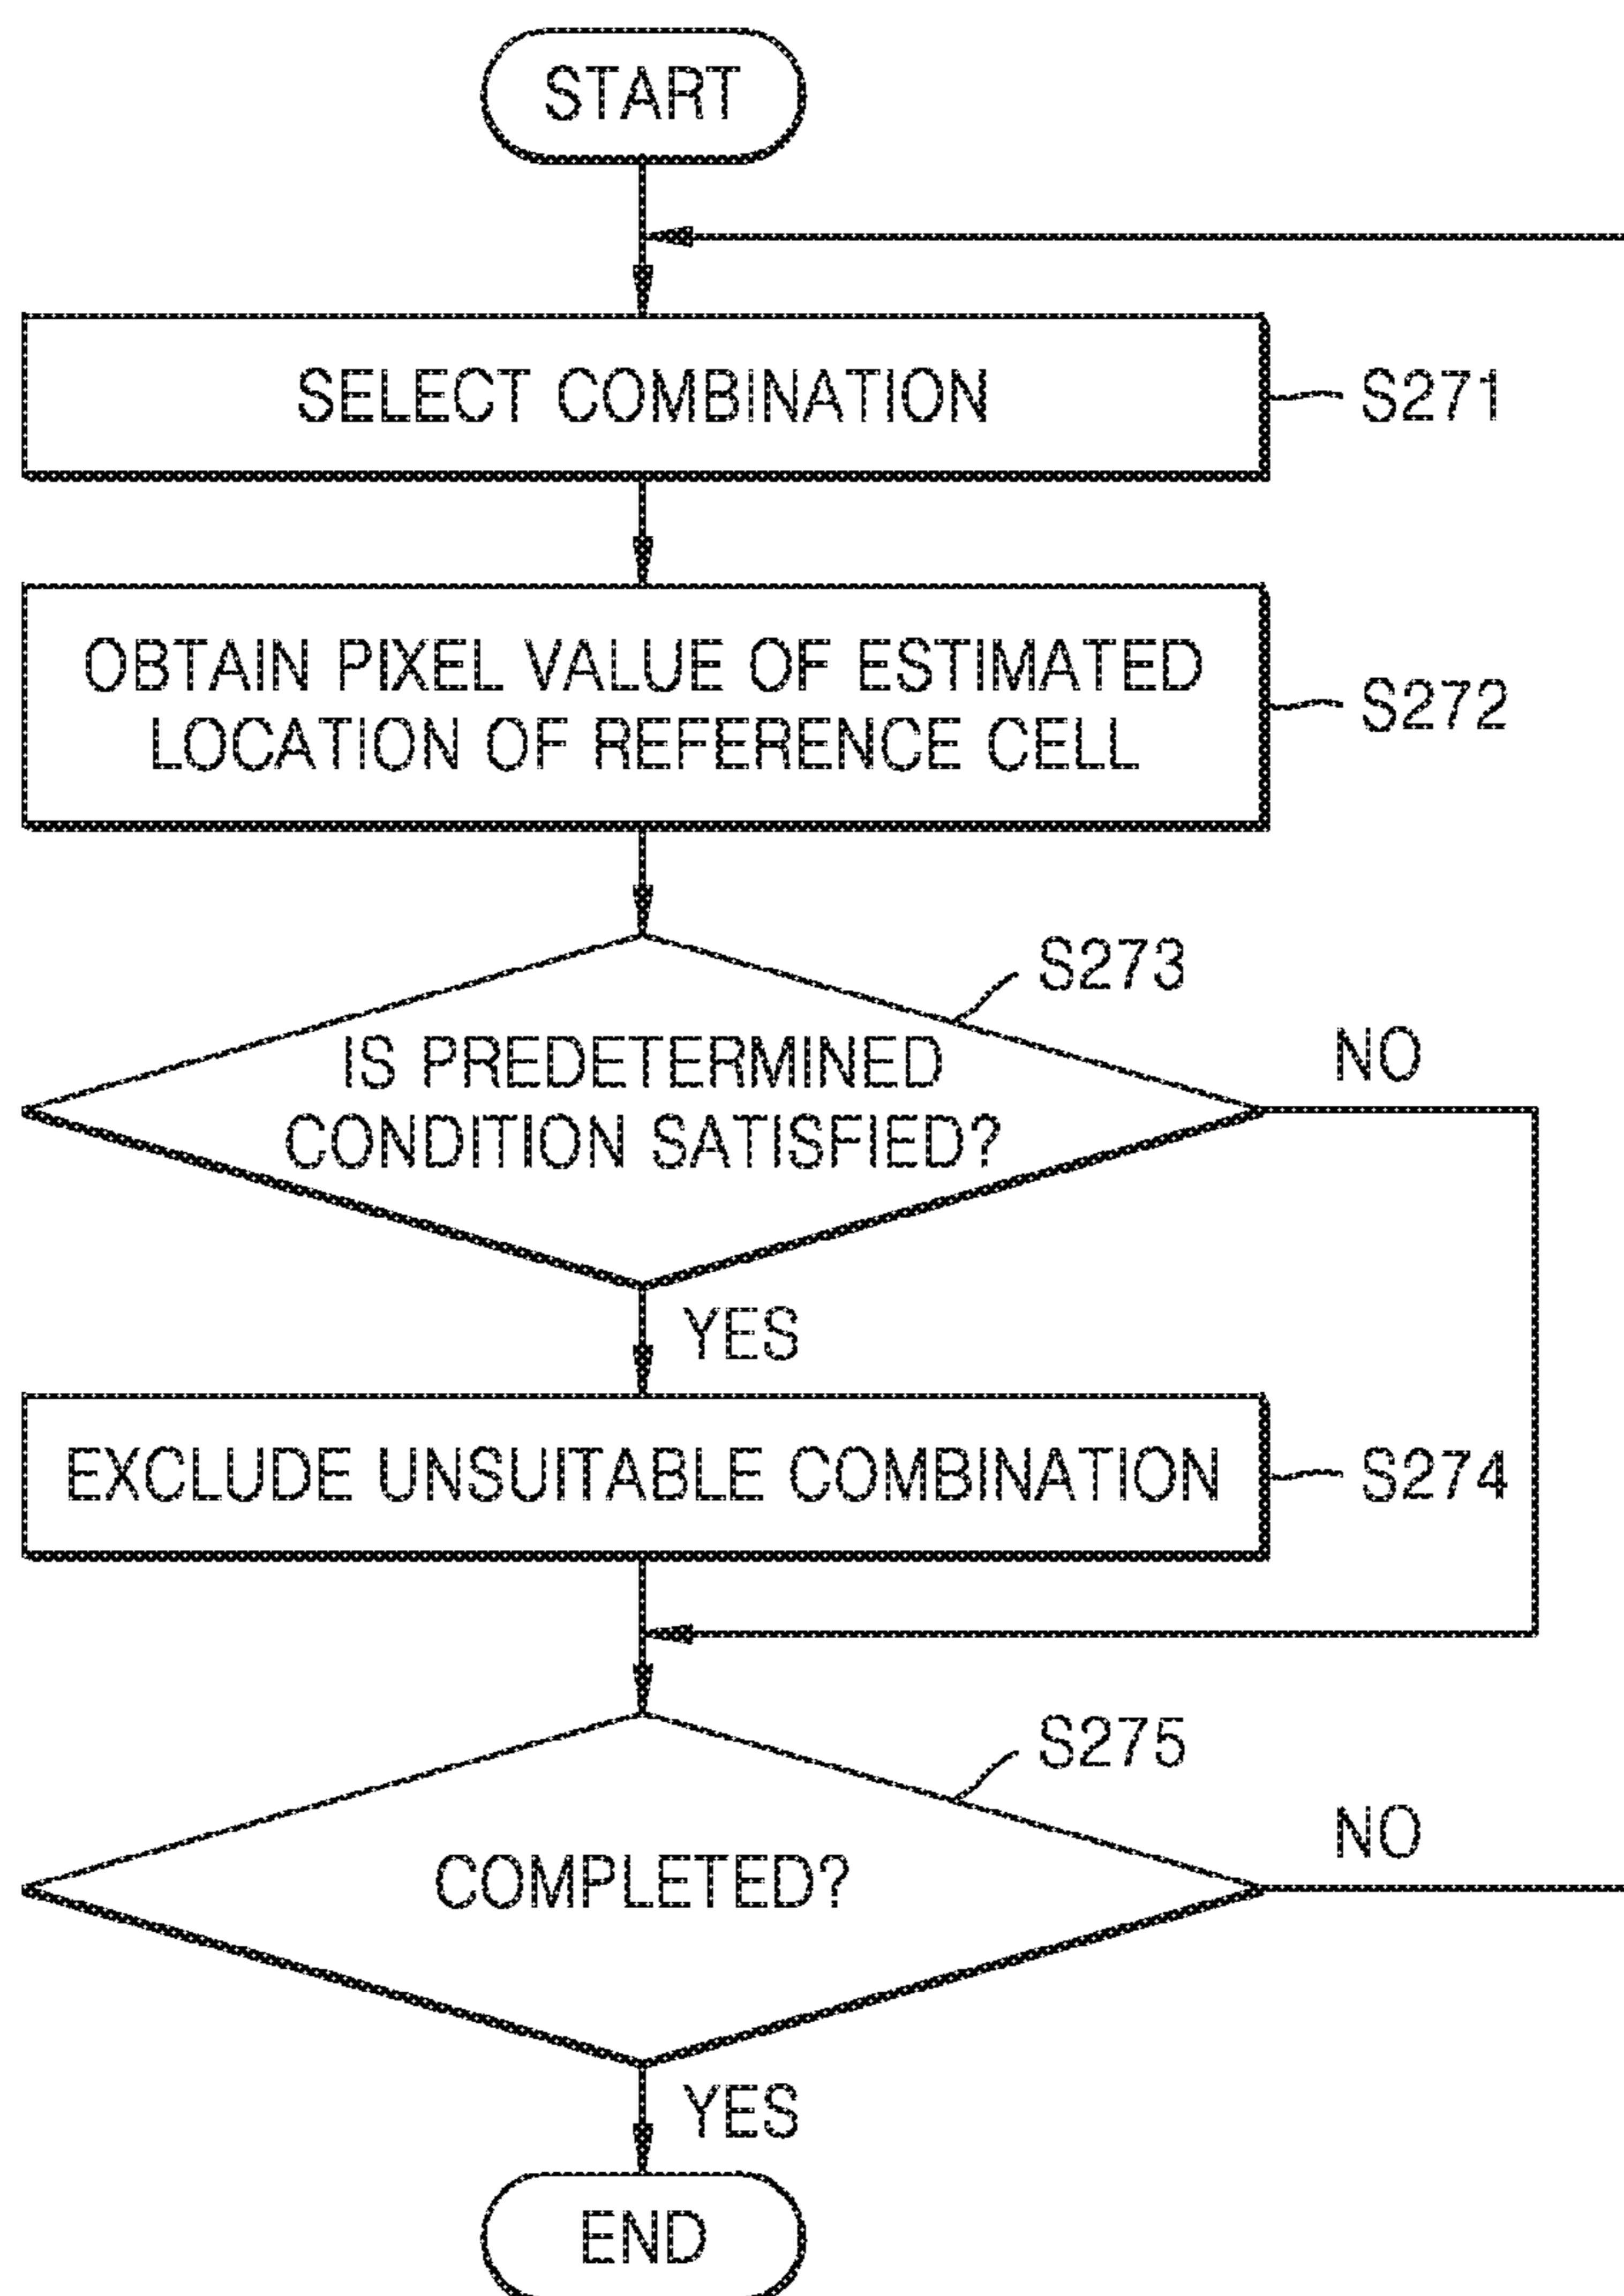 START
SELECT COMBINATION
S271
OBTAIN PIXEL VALUE OF ESTIMATED
LOCATION OF REFERENCE CELL
S272
S273
IS PREDETERMINED
CONDITION SATISFIED?
NO
YES
EXCLUDE UNSUITABLE COMBINATION
S274
S275
COMPLETED?
NO
YES
END